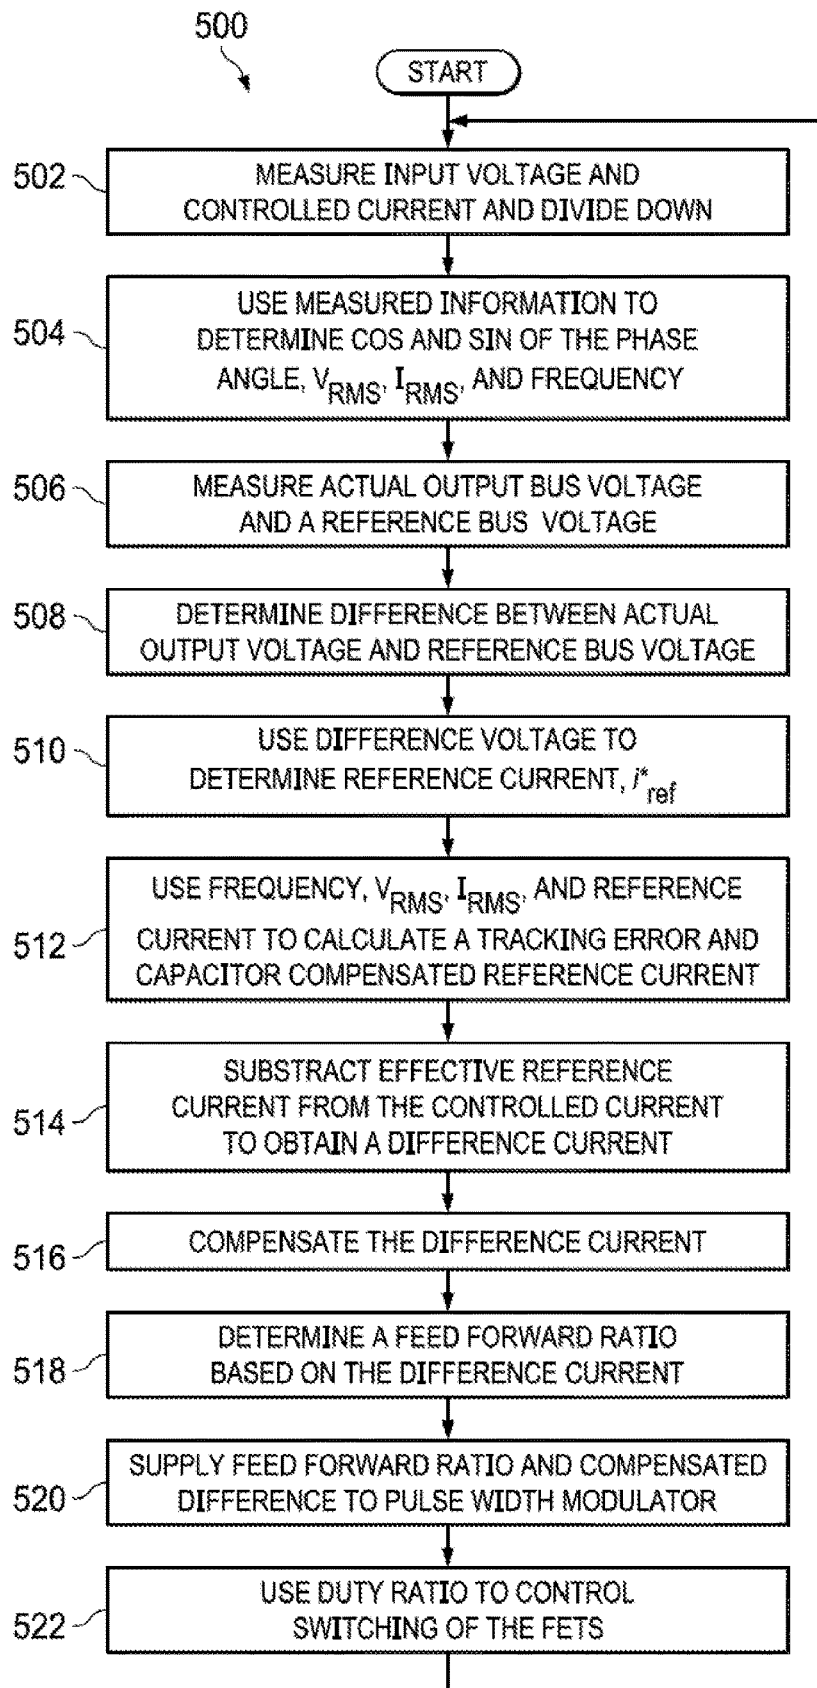 500
START
502
MEASURE INPUT VOLTAGE AND
CONTROLLED CURRENT AND DIVIDE DOWN
504
USE MEASURED INFORMATION TO
DETERMINE COS AND SIN OF THE PHASE
ANGLE, V_RMS, I_RMS, AND FREQUENCY
506
MEASURE ACTUAL OUTPUT BUS VOLTAGE
AND A REFERENCE BUS VOLTAGE
508
DETERMINE DIFFERENCE BETWEEN ACTUAL
OUTPUT VOLTAGE AND REFERENCE BUS VOLTAGE
510
USE DIFFERENCE VOLTAGE TO
DETERMINE REFERENCE CURRENT, i*_ref
512
USE FREQUENCY, V_RMS, I_RMS, AND REFERENCE
CURRENT TO CALCULATE A TRACKING ERROR AND
CAPACITOR COMPENSATED REFERENCE CURRENT
514
SUBSTRACT EFFECTIVE REFERENCE
CURRENT FROM THE CONTROLLED CURRENT
TO OBTAIN A DIFFERENCE CURRENT
516
COMPENSATE THE DIFFERENCE CURRENT
518
DETERMINE A FEED FORWARD RATIO
BASED ON THE DIFFERENCE CURRENT
520
SUPPLY FEED FORWARD RATIO AND COMPENSATED
DIFFERENCE TO PULSE WIDTH MODULATOR
522
USE DUTY RATIO TO CONTROL
SWITCHING OF THE FETS